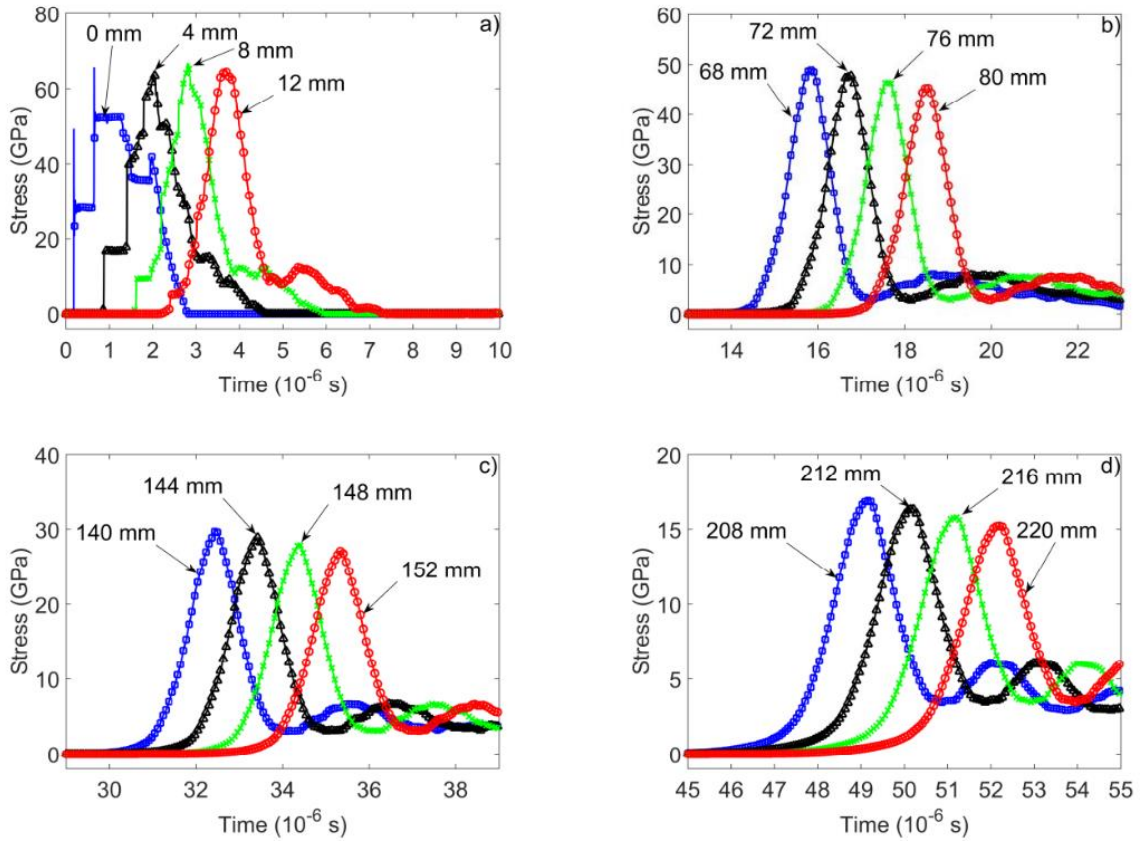 a)
0 mm
4 mm
8 mm
12 mm
Stress (GPa)
80
60
40
20
0
0 1 2 3 4 5 6 7 8 9 10
Time (10⁻⁶ s)
b)
72 mm
76 mm
68 mm
80 mm
Stress (GPa)
60
50
40
30
20
10
0
14 16 18 20 22
Time (10⁻⁶ s)
c)
144 mm
148 mm
140 mm
152 mm
Stress (GPa)
40
30
20
10
0
30 32 34 36 38
Time (10⁻⁶ s)
d)
212 mm
216 mm
208 mm
220 mm
Stress (GPa)
20
15
10
5
0
45 46 47 48 49 50 51 52 53 54 55
Time (10⁻⁶ s)